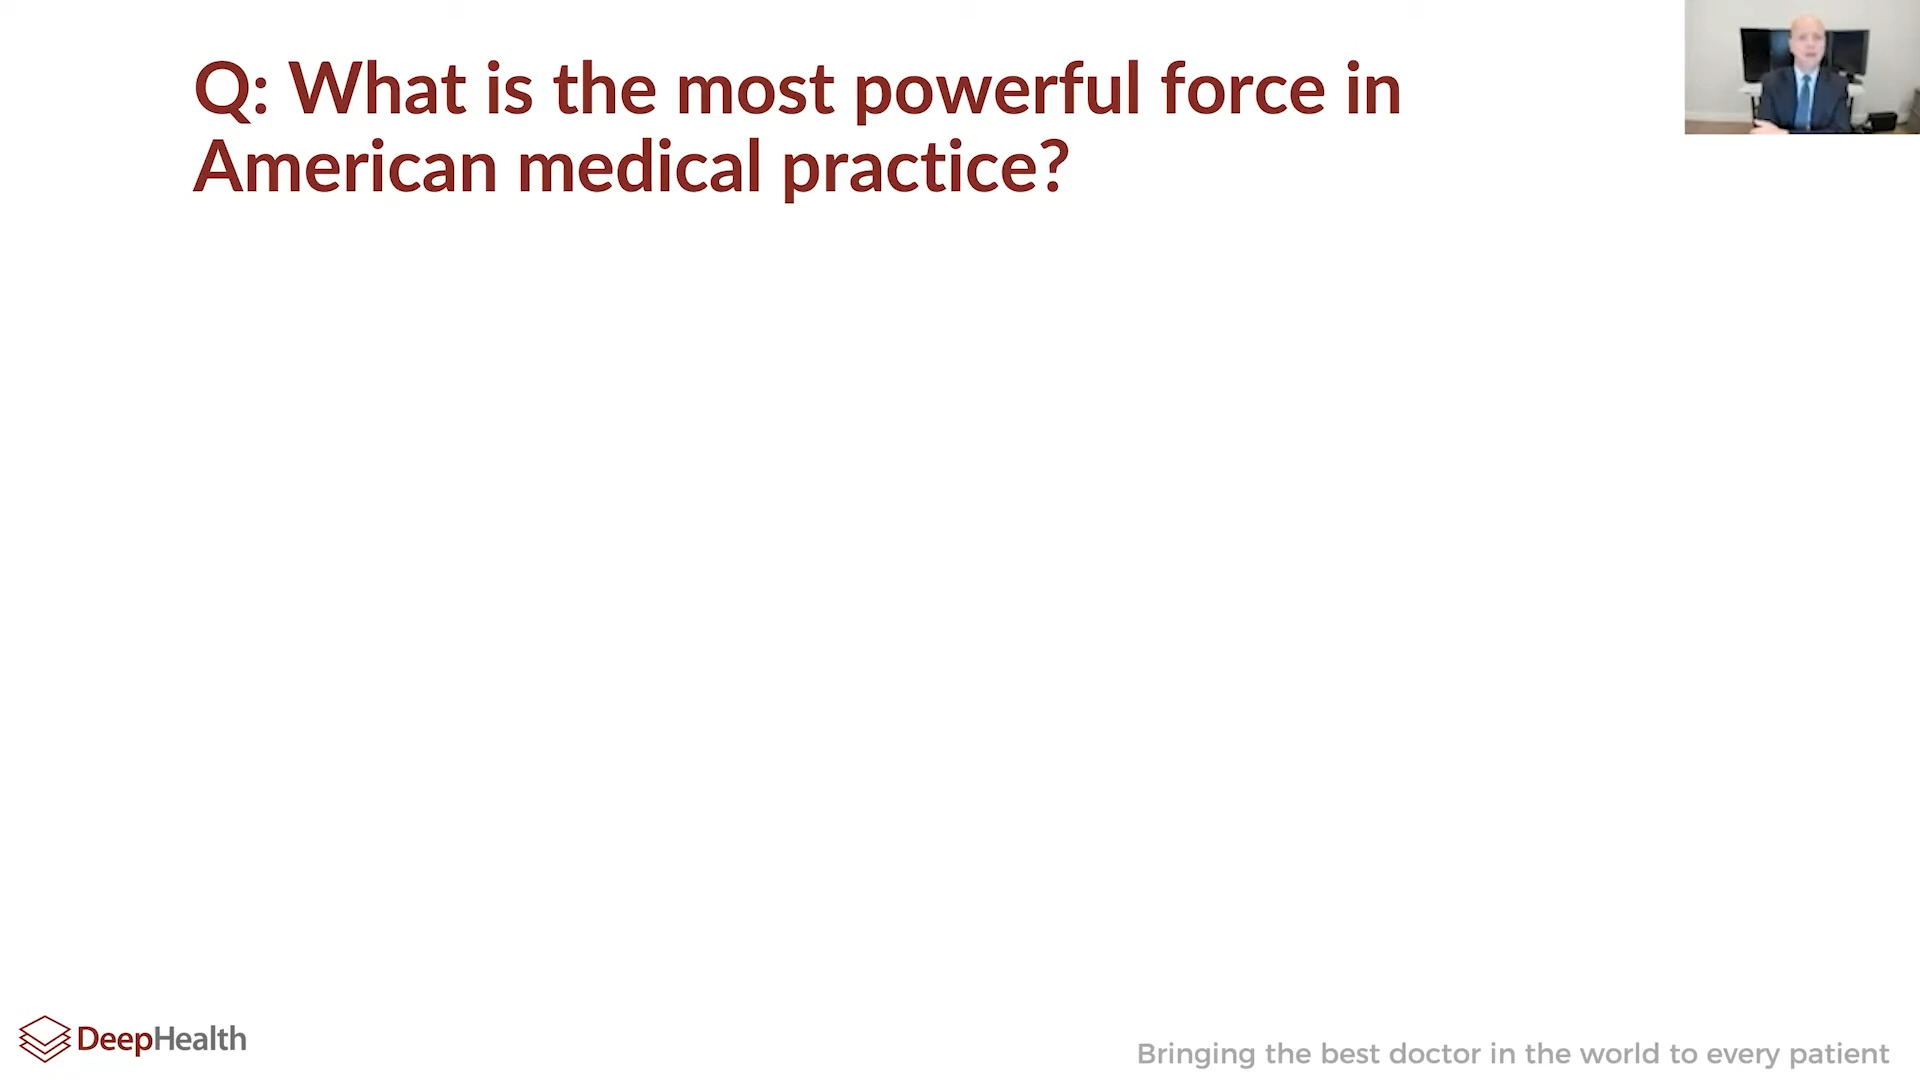 Q: What is the most powerful force in
American medical practice?
DeepHealth
Bringing the best doctor in the world to every patient